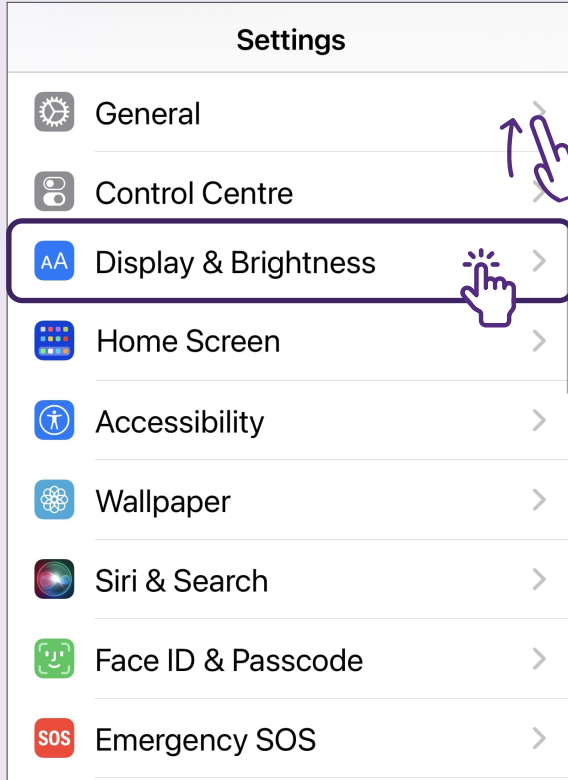 Settings
General
Control Centre
AA Display & Brightness
Home Screen
Accessibility
Wallpaper
Siri & Search
Face ID & Passcode
SOS Emergency SOS